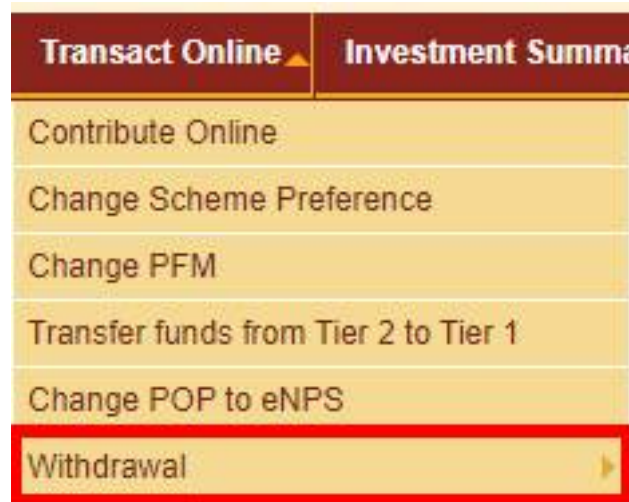 Transact Online Investment Summa
Contribute Online
Change Scheme Preference
Change PFM
Transfer funds from Tier 2 to Tier 1
Change POP to eNPS
Withdrawal